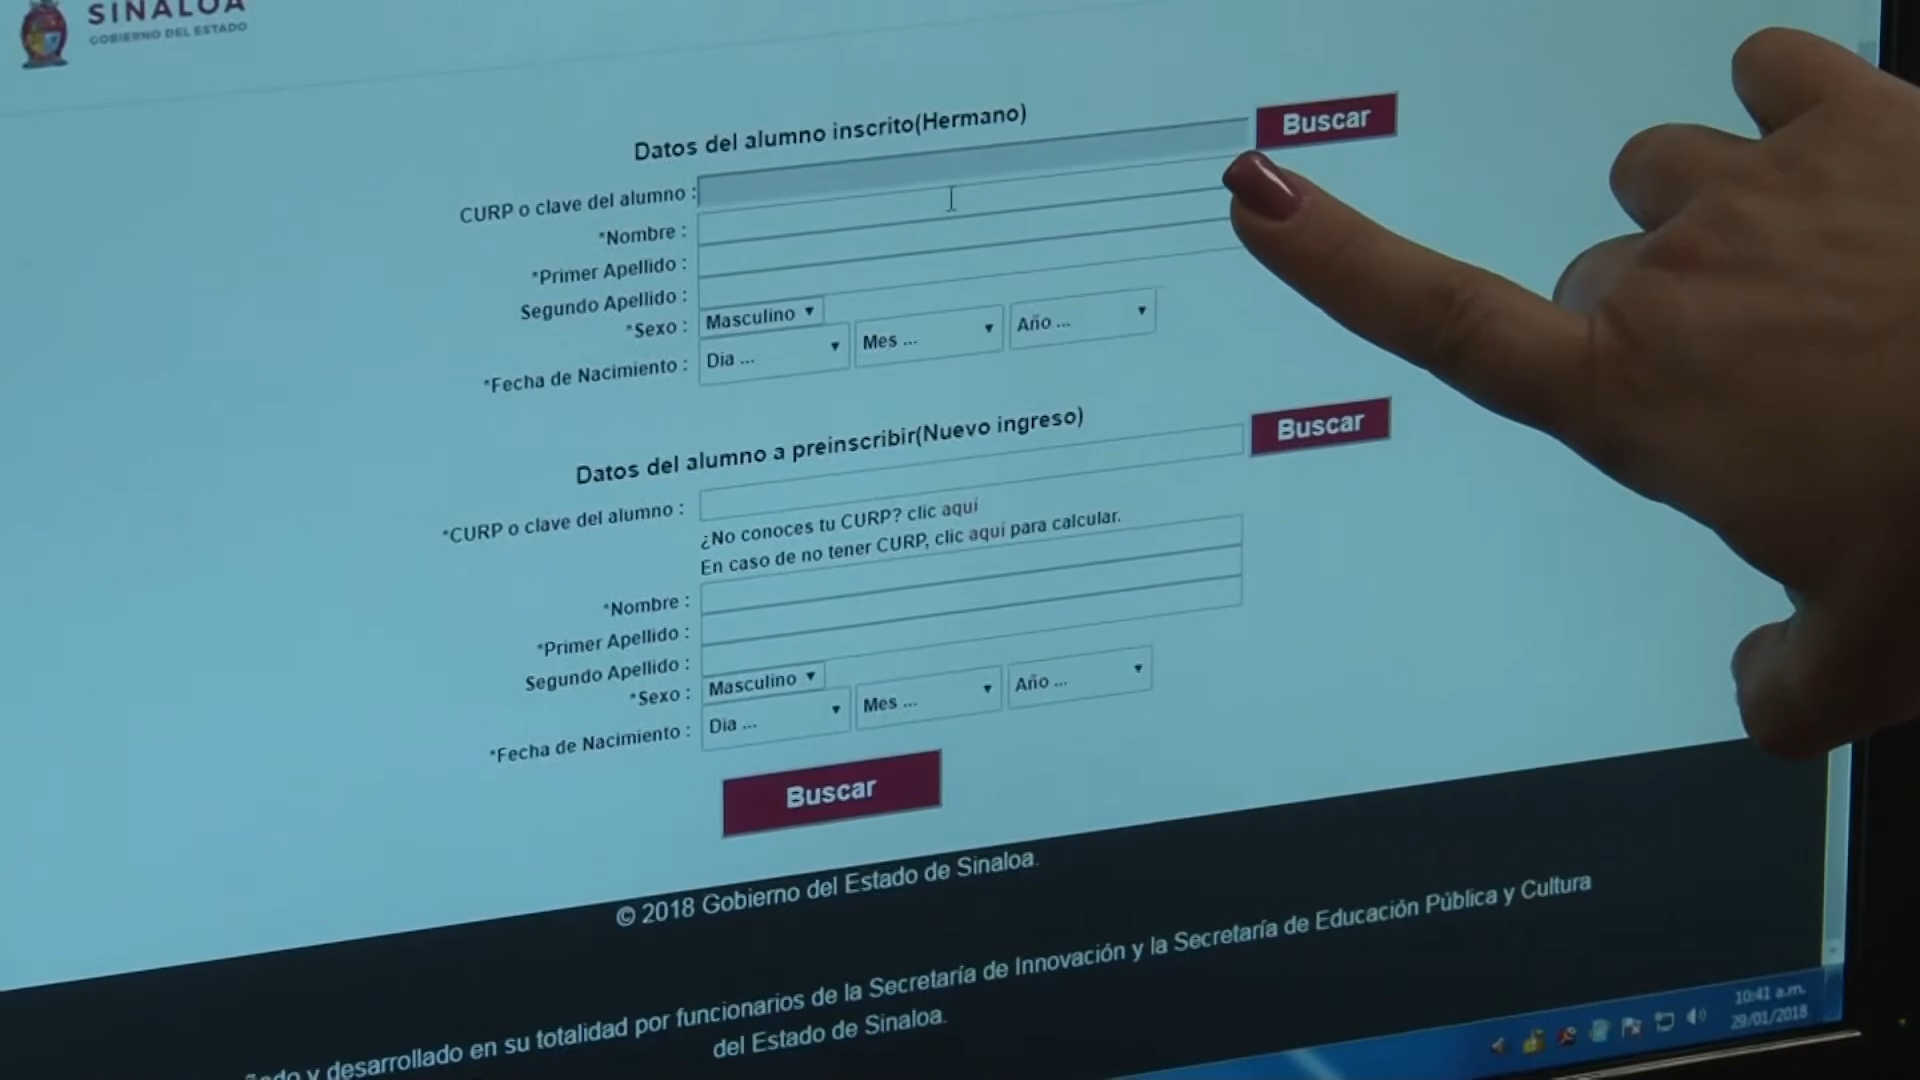 SINALOA
GOBIERNO DEL ESTADO
Datos del alumno inscrito(Hermano)
Buscar
CURP o clave del alumno :
*Nombre :
*Primer Apellido :
Segundo Apellido :
*Sexo : Masculino
*Fecha de Nacimiento : Dia ... Mes ... Año ...
Datos del alumno a preinscribir(Nuevo ingreso)
Buscar
*CURP o clave del alumno :
¿No conoces tu CURP? clic aquí
En caso de no tener CURP, clic aquí para calcular.
*Nombre :
*Primer Apellido :
Segundo Apellido :
*Sexo : Masculino
*Fecha de Nacimiento : Dia ... Mes ... Año ...
Buscar
© 2018 Gobierno del Estado de Sinaloa.
y desarrollado en su totalidad por funcionarios de la Secretaría de Innovación y la Secretaría de Educación Pública y Cultura
del Estado de Sinaloa.
10:41 a.m.
29/01/2018